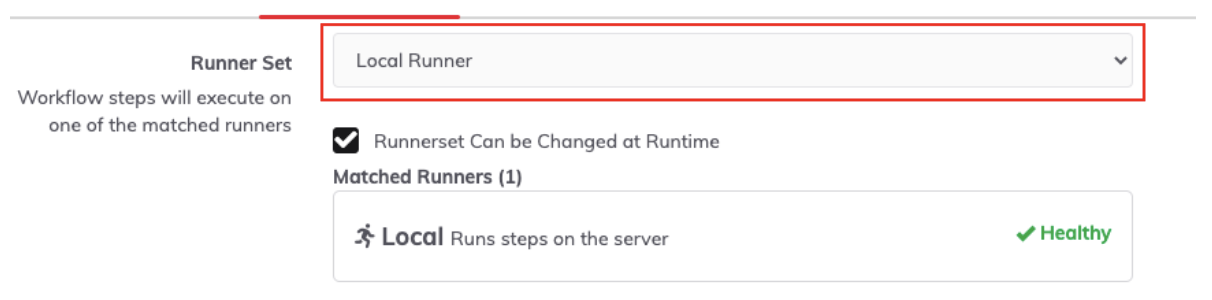 Runner Set
Local Runner
Workflow steps will execute on
one of the matched runners
Runnerset Can be Changed at Runtime
Matched Runners (1)
Local Runs steps on the server
Healthy